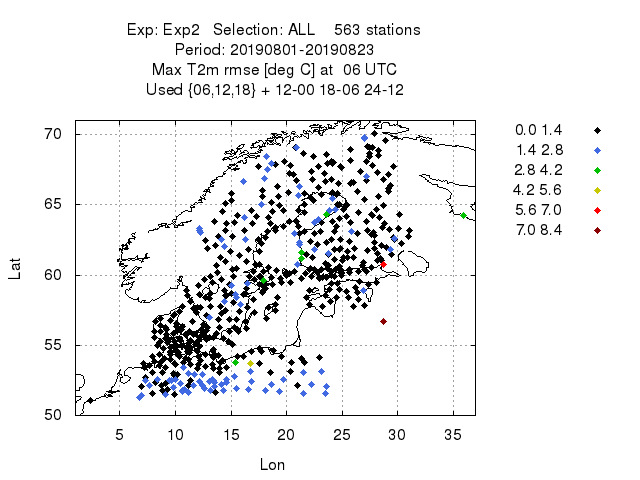 Exp: Exp2 Selection: ALL 563 stations
Period: 20190801-20190823
Max T2m rmse [deg C] at 06 UTC
Used {06,12,18} + 12-00 18-06 24-12
70
65
60
55
50
Lat
5 10 15 20 25 30 35
Lon
0.0 1.4
1.4 2.8
2.8 4.2
4.2 5.6
5.6 7.0
7.0 8.4